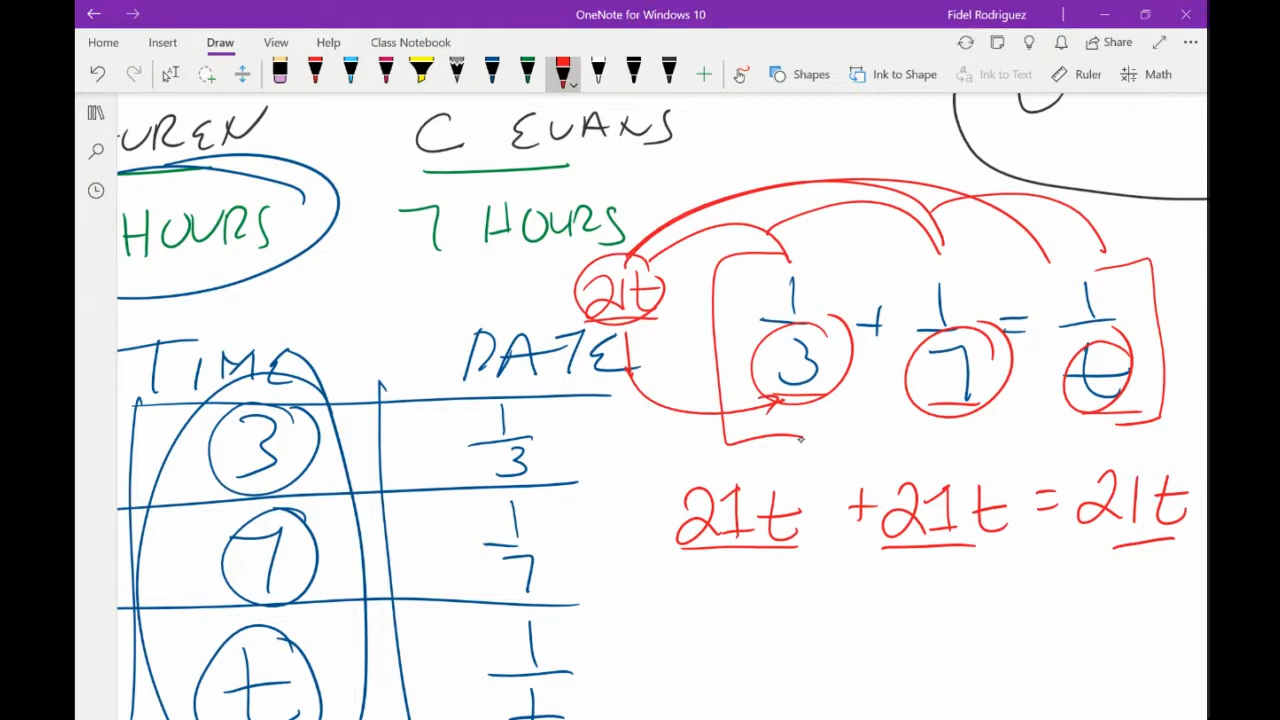 OneNote for Windows 10
Fidel Rodriguez
Home Insert Draw View Help Class Notebook
Share
Shapes Ink to Shape Ink to Text Ruler Math
UREN C EVANS
HOURS 7 HOURS
21t
1/3 + 1/7 = 1/t
TIME RATE
3 1/3
21t + 21t = 21t
7 1/7
t 1/t